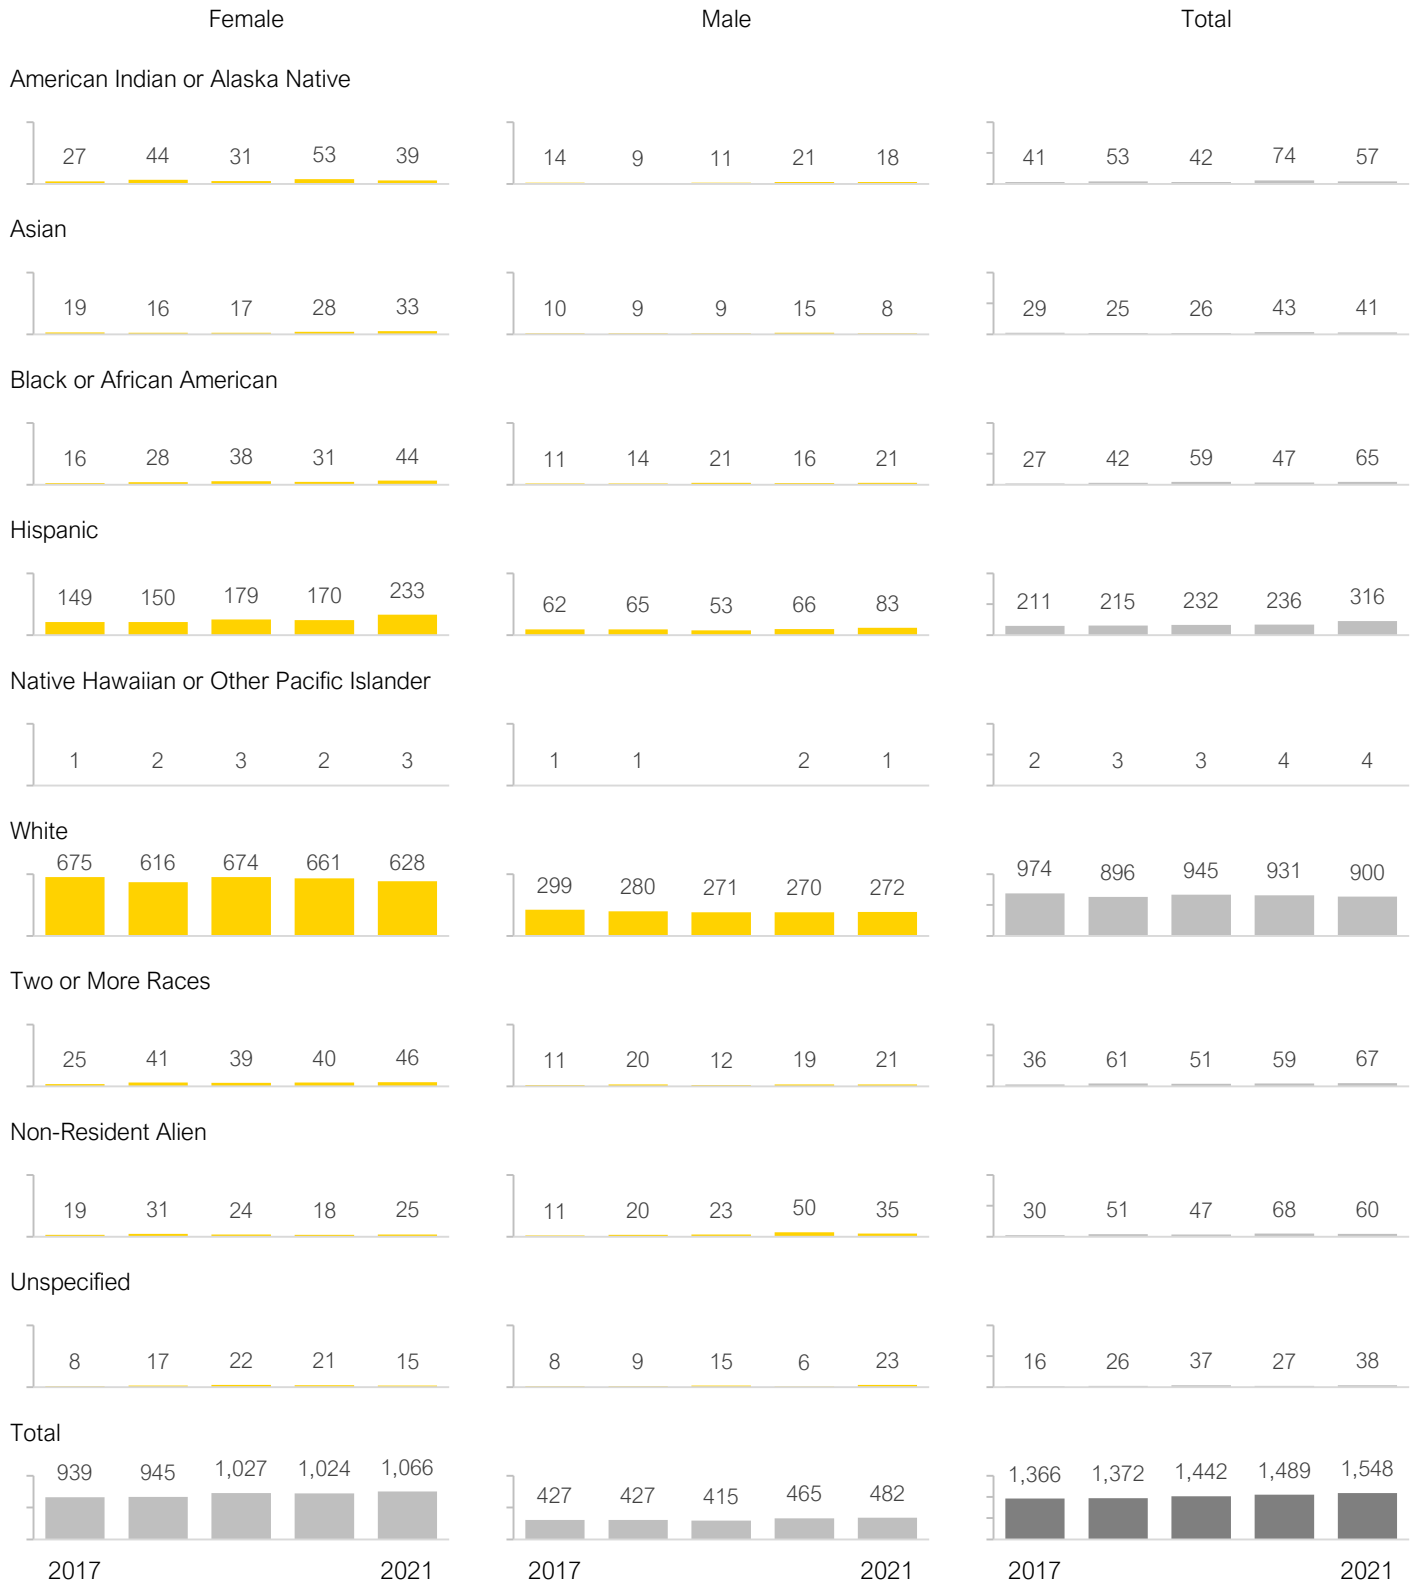 Female Male Total
American Indian or Alaska Native
27 44 31 53 39 14 9 11 21 18 41 53 42 74 57
Asian
19 16 17 28 33 10 9 9 15 8 29 25 26 43 41
Black or African American
16 28 38 31 44 11 14 21 16 21 27 42 59 47 65
Hispanic
149 150 179 170 233 62 65 53 66 83 211 215 232 236 316
Native Hawaiian or Other Pacific Islander
1 2 3 2 3 1 1 2 1 2 3 3 4 4
White
675 616 674 661 628 299 280 271 270 272 974 896 945 931 900
Two or More Races
25 41 39 40 46 11 20 12 19 21 36 61 51 59 67
Non-Resident Alien
19 31 24 18 25 11 20 23 50 35 30 51 47 68 60
Unspecified
8 17 22 21 15 8 9 15 6 23 16 26 37 27 38
Total
939 945 1,027 1,024 1,066 427 427 415 465 482 1,366 1,372 1,442 1,489 1,548
2017 2021 2017 2021 2017 2021